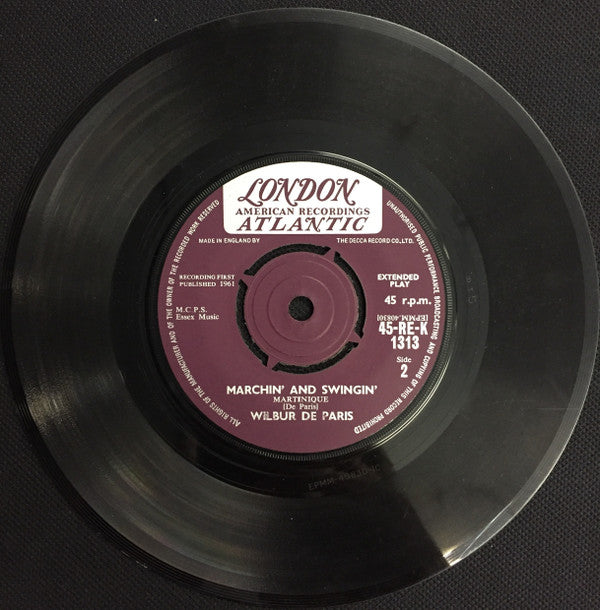 LONDON
AMERICAN RECORDINGS
ATLANTIC
MADE IN ENGLAND BY
THE DECCA RECORD CO., LTD.
RECORDING FIRST
PUBLISHED 1961
EXTENDED
PLAY
45 r.p.m.
M.C.P.S.
Essex Music
[EPMM.40830]
45-RE-K
1313
Side
2
MARCHIN' AND SWINGIN'
MARTINIQUE
[De Paris]
WILBUR DE PARIS
ALL RIGHTS OF THE MANUFACTURER AND OF THE OWNER OF THE RECORDED WORK RESERVED
UNAUTHORISED PUBLIC PERFORMANCE BROADCASTING AND COPYING OF THIS RECORD PROHIBITED